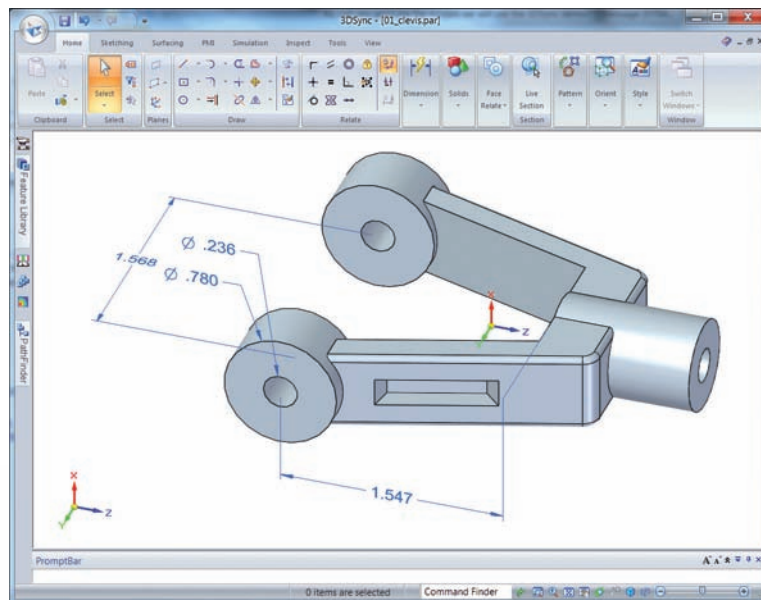 3DSync - [01_clevis.par]
Home Sketching Surfacing PMI Simulation Inspect Tools View
Paste Select Dimension Solids Face Relate Live Section Pattern Orient Style Switch Windows
Clipboard Select Planes Draw Relate Section Window
Feature Library
PathFinder
1.568
Ø .236
Ø .780
X
Z
Y
1.547
X
Z
Y
PromptBar
0 items are selected Command Finder